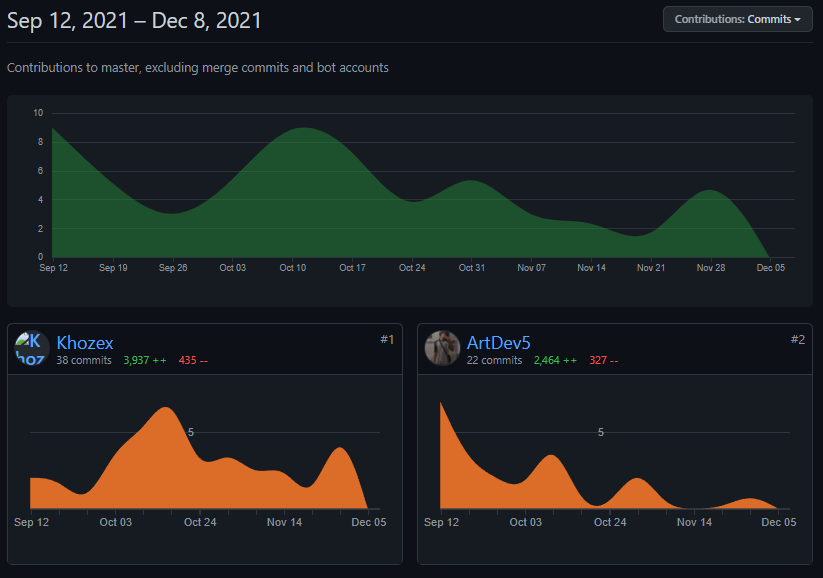 Sep 12, 2021 – Dec 8, 2021
Contributions: Commits
Contributions to master, excluding merge commits and bot accounts
10
8
6
4
2
0
Sep 12 Sep 19 Sep 26 Oct 03 Oct 10 Oct 17 Oct 24 Oct 31 Nov 07 Nov 14 Nov 21 Nov 28 Dec 05
Khozex
#1
38 commits 3,937 ++ 435 --
5
Sep 12 Oct 03 Oct 24 Nov 14 Dec 05
ArtDev5
#2
22 commits 2,464 ++ 327 --
5
Sep 12 Oct 03 Oct 24 Nov 14 Dec 05